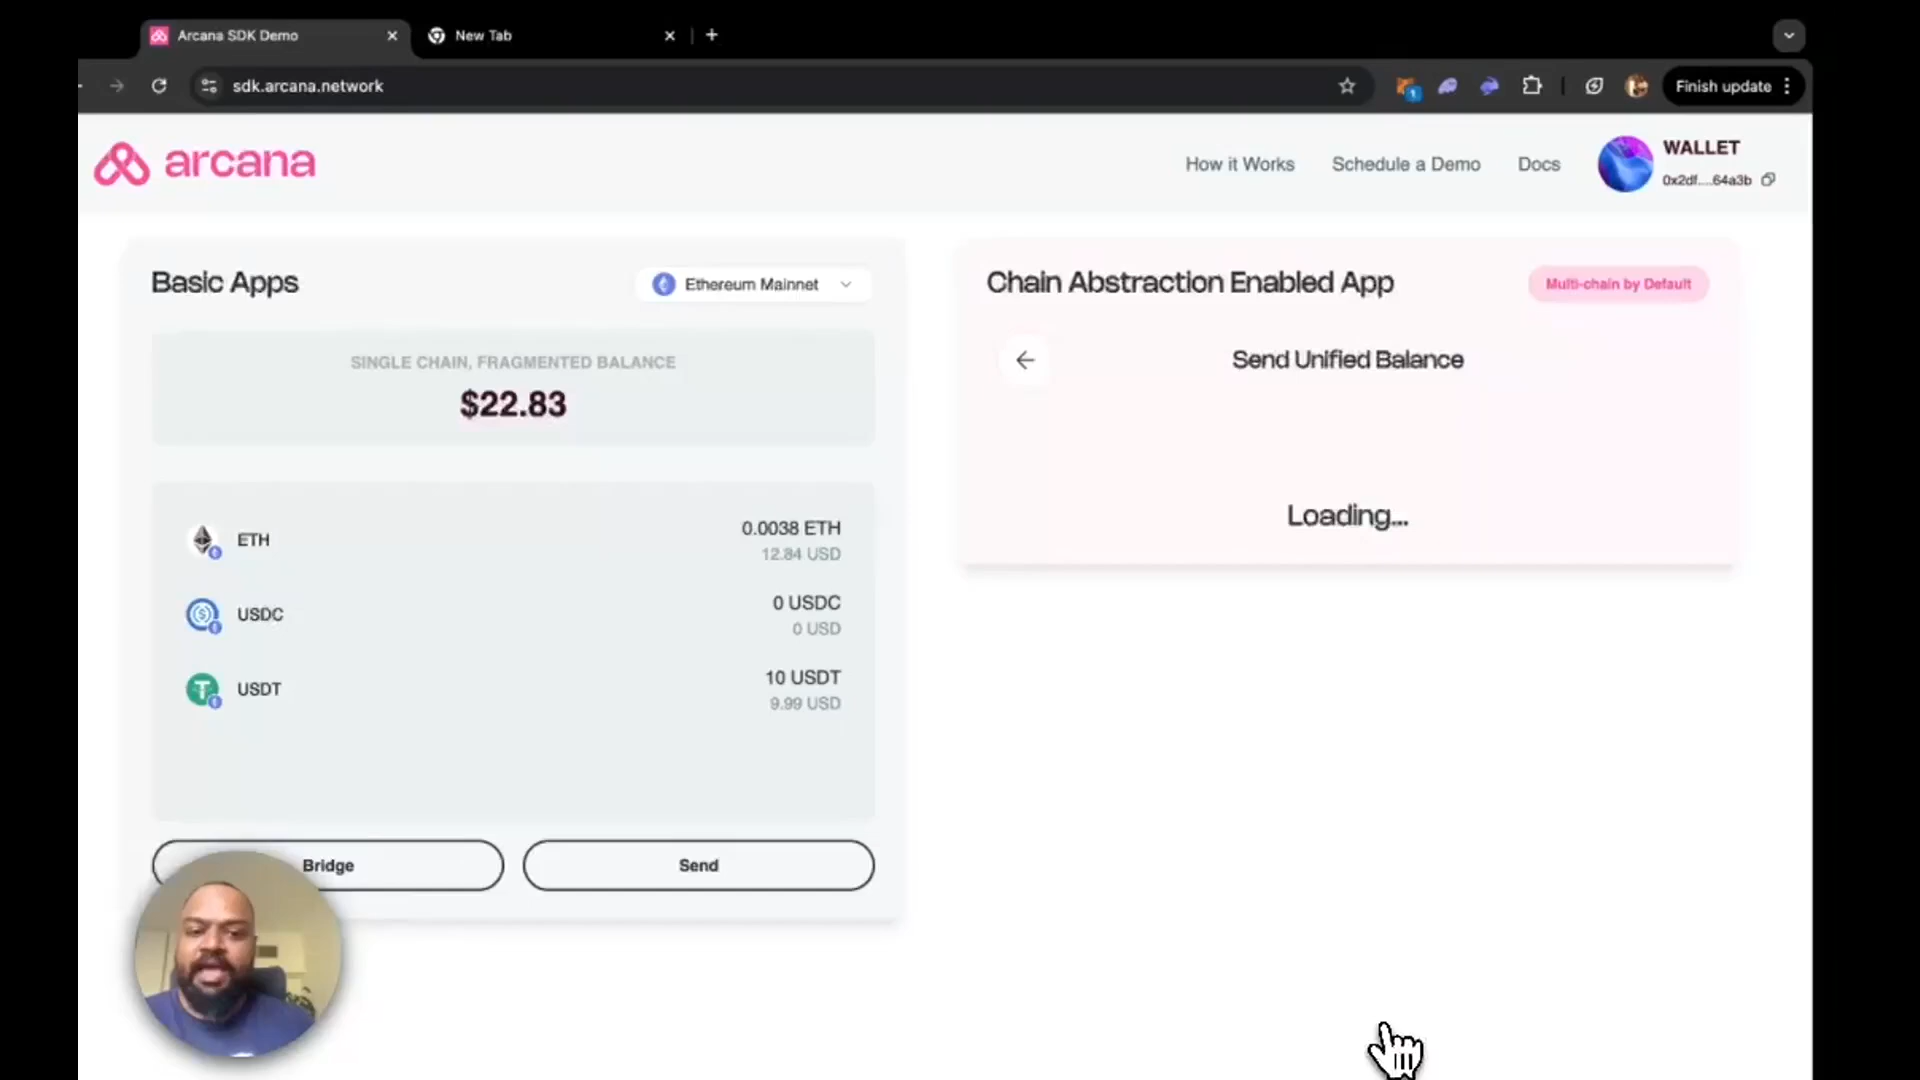 Arcana SDK Demo
New Tab
sdk.arcana.network
Finish update
arcana
How it Works
Schedule a Demo
Docs
WALLET
0x2df....64a3b
Basic Apps
Ethereum Mainnet
SINGLE CHAIN, FRAGMENTED BALANCE
$22.83
ETH
0.0038 ETH
12.84 USD
USDC
0 USDC
0 USD
USDT
10 USDT
9.99 USD
Bridge
Send
Chain Abstraction Enabled App
Multi-chain by Default
Send Unified Balance
Loading...